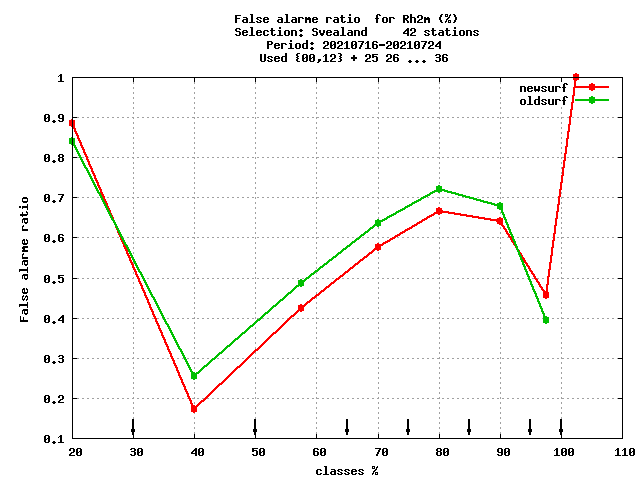 False alarme ratio  for Rh2m (%)
Selection: Svealand     42 stations
Period: 20210716-20210724
Used {00,12} + 25 26 ... 36
newsurf
oldsurf
1
0.9
0.8
0.7
0.6
0.5
0.4
0.3
0.2
0.1
False alarme ratio
20 30 40 50 60 70 80 90 100 110
classes %